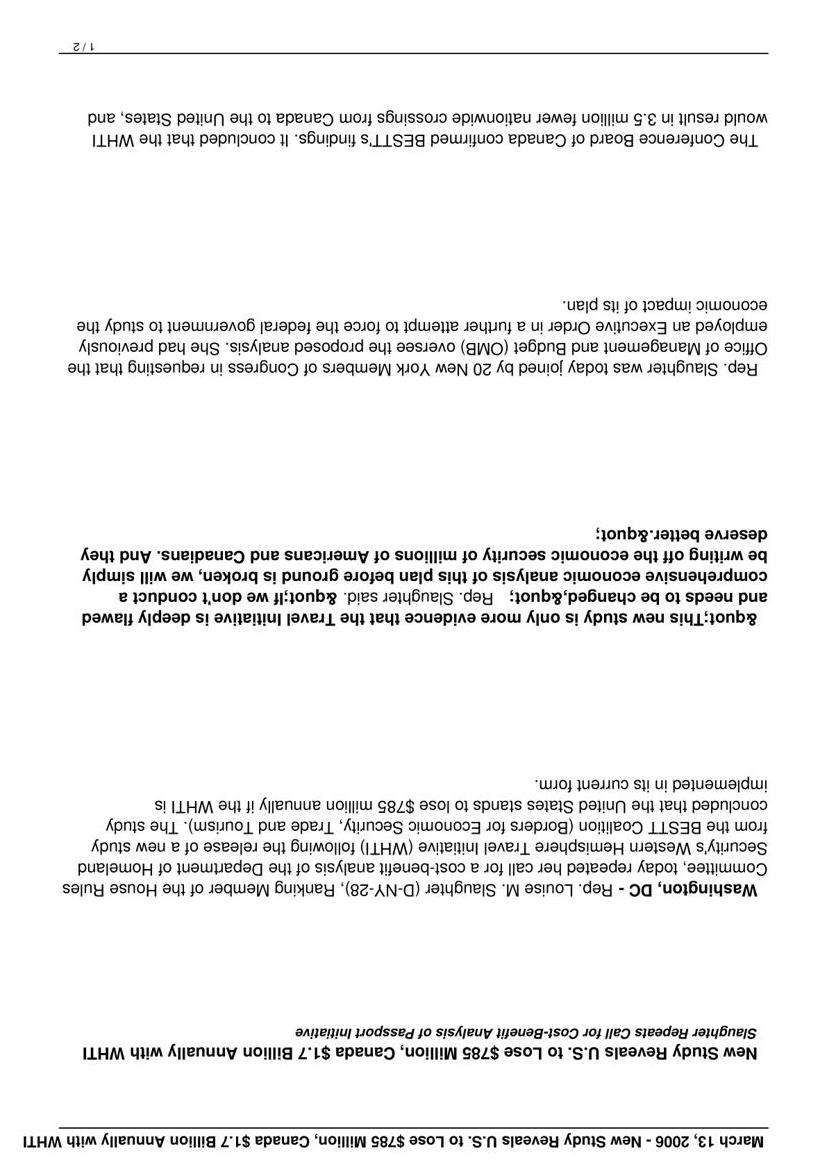 March 13, 2006 - New Study Reveals U.S. to Lose $785 Million, Canada $1.7 Billion Annually with WHTI
New Study Reveals U.S. to Lose $785 Million, Canada $1.7 Billion Annually with WHTI
Slaughter Repeats Call for Cost-Benefit Analysis of Passport Initiative
Washington, DC - Rep. Louise M. Slaughter (D-NY-28), Ranking Member of the House Rules
Committee, today repeated her call for a cost-benefit analysis of the Department of Homeland
Security's Western Hemisphere Travel Initiative (WHTI) following the release of a new study
from the BESTT Coalition (Borders for Economic Security, Trade and Tourism). The study
concluded that the United States stands to lose $785 million annually if the WHTI is
implemented in its current form.
&quot;This new study is only more evidence that the Travel Initiative is deeply flawed
and needs to be changed,&quot; Rep. Slaughter said. &quot;If we don't conduct a
comprehensive economic analysis of this plan before ground is broken, we will simply
be writing off the economic security of millions of Americans and Canadians. And they
deserve better.&quot;
Rep. Slaughter was today joined by 20 New York Members of Congress in requesting that the
Office of Management and Budget (OMB) oversee the proposed analysis. She had previously
employed an Executive Order in a further attempt to force the federal government to study the
economic impact of its plan.
The Conference Board of Canada confirmed BESTT's findings. It concluded that the WHTI
would result in 3.5 million fewer nationwide crossings from Canada to the United States, and
1 / 2